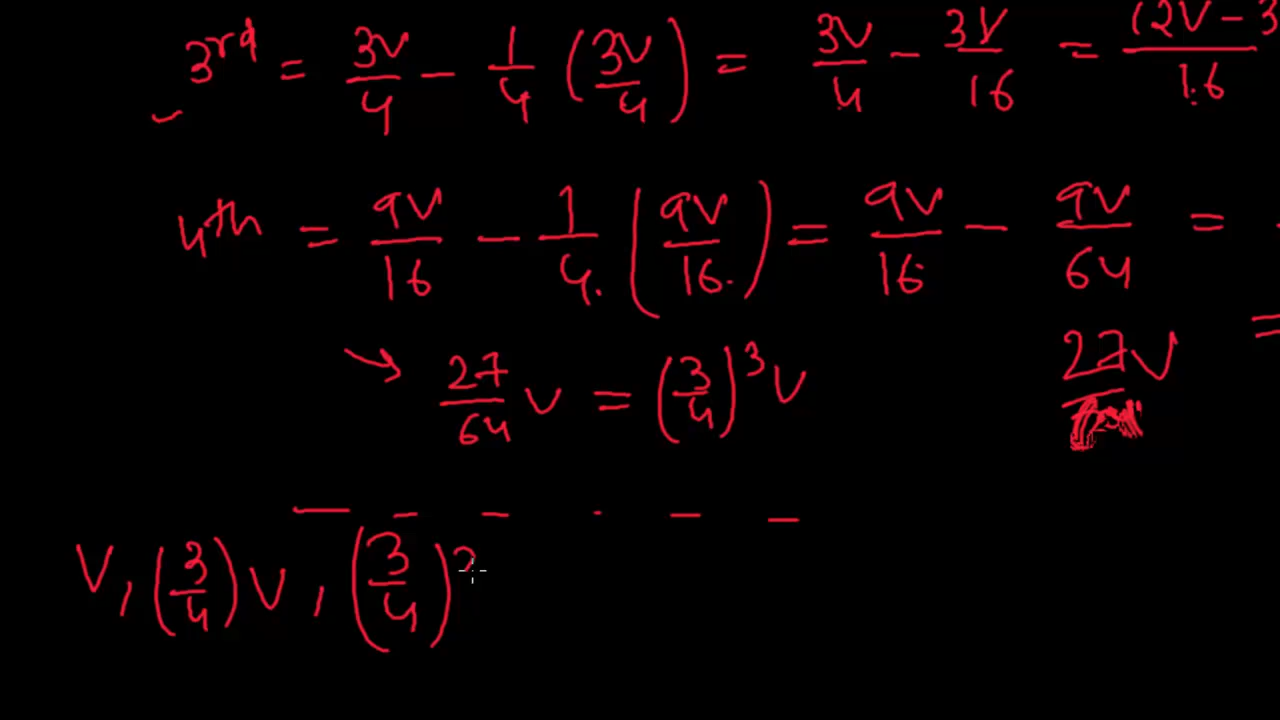 3rd = 3V/4 - 1/4 (3V/4) = 3V/4 - 3V/16 = (2V - 3/16
4th = 9V/16 - 1/4 (9V/16) = 9V/16 - 9V/64 =
→ 27/64 V = (3/4)^3 V 27V =
V, (3/4) V, (3/4)^2